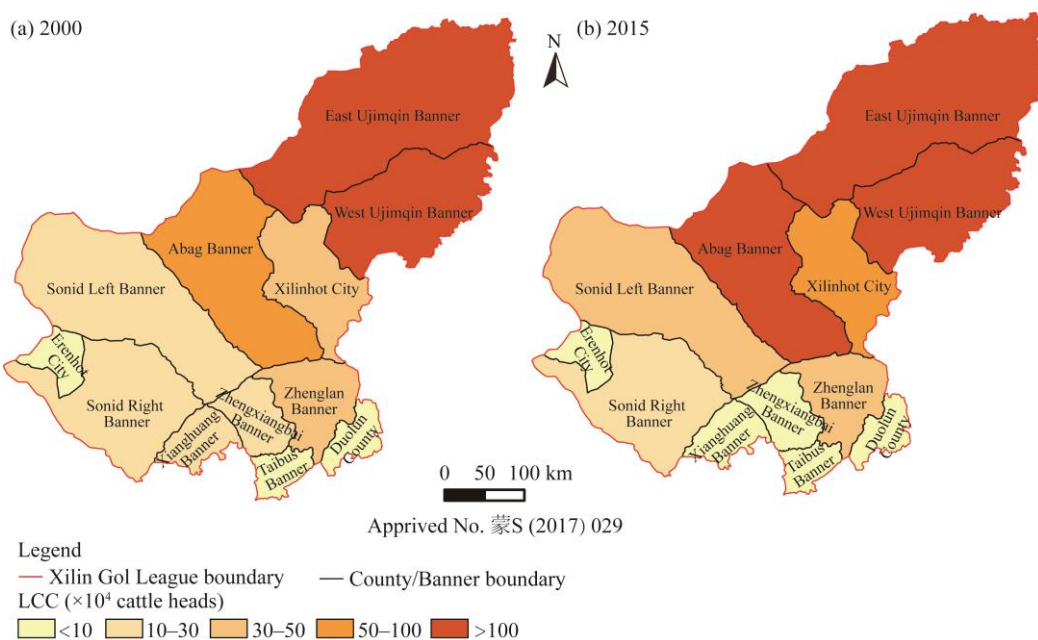 (a) 2000
East Ujimqin Banner
West Ujimqin Banner
Abag Banner
Xilinhot City
Sonid Left Banner
Erenhot
City
Sonid Right
Banner
Xianghuang
Banner
Zhengxiangbai
Banner
Zhenglan
Banner
Taibus
Banner
Duolun
County
N
(b) 2015
East Ujimqin Banner
West Ujimqin Banner
Abag Banner
Xilinhot City
Sonid Left Banner
Erenhot
City
Sonid Right
Banner
Xianghuang
Banner
Zhengxiangbai
Banner
Zhenglan
Banner
Taibus
Banner
Duolun
County
0 50 100 km
Apprived No. 蒙S (2017) 029
Legend
Xilin Gol League boundary County/Banner boundary
LCC (×10⁴ cattle heads)
<10 10–30 30–50 50–100 >100